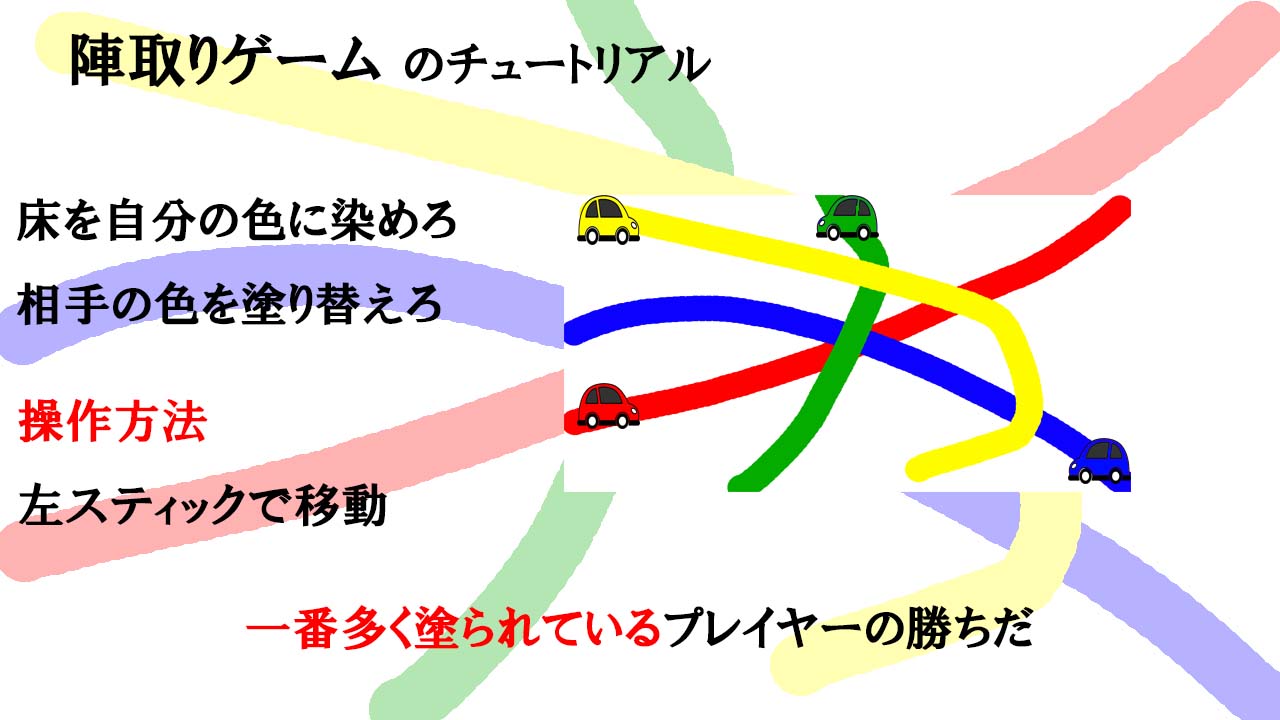 陣取りゲーム のチュートリアル
床を自分の色に染めろ
相手の色を塗り替えろ
操作方法
左スティックで移動
一番多く塗られているプレイヤーの勝ちだ